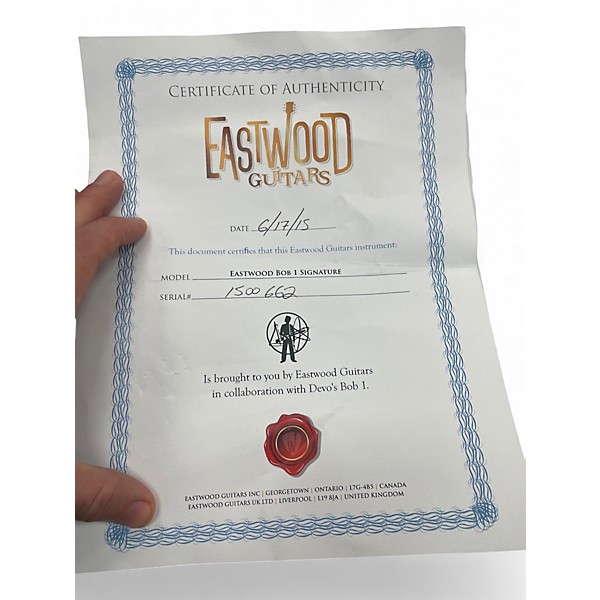 CERTIFICATE OF AUTHENTICITY
EASTWOOD
GUITARS
DATE 6/17/15
This document certifies that this Eastwood Guitars instrument:
MODEL EASTWOOD BOB 1 SIGNATURE
SERIAL# 1500662
Is brought to you by Eastwood Guitars
in collaboration with Devo's Bob 1.
EASTWOOD GUITARS INC | GEORGETOWN | ONTARIO | L7G-4B5 | CANADA
EASTWOOD GUITARS UK LTD | LIVERPOOL | L19 8JA | UNITED KINGDOM